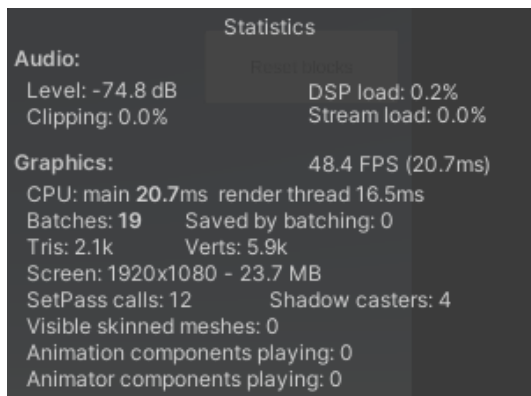 Statistics
Audio:
Reset blocks
Level: -74.8 dB DSP load: 0.2%
Clipping: 0.0% Stream load: 0.0%
Graphics: 48.4 FPS (20.7ms)
CPU: main 20.7ms render thread 16.5ms
Batches: 19 Saved by batching: 0
Tris: 2.1k Verts: 5.9k
Screen: 1920x1080 - 23.7 MB
SetPass calls: 12 Shadow casters: 4
Visible skinned meshes: 0
Animation components playing: 0
Animator components playing: 0